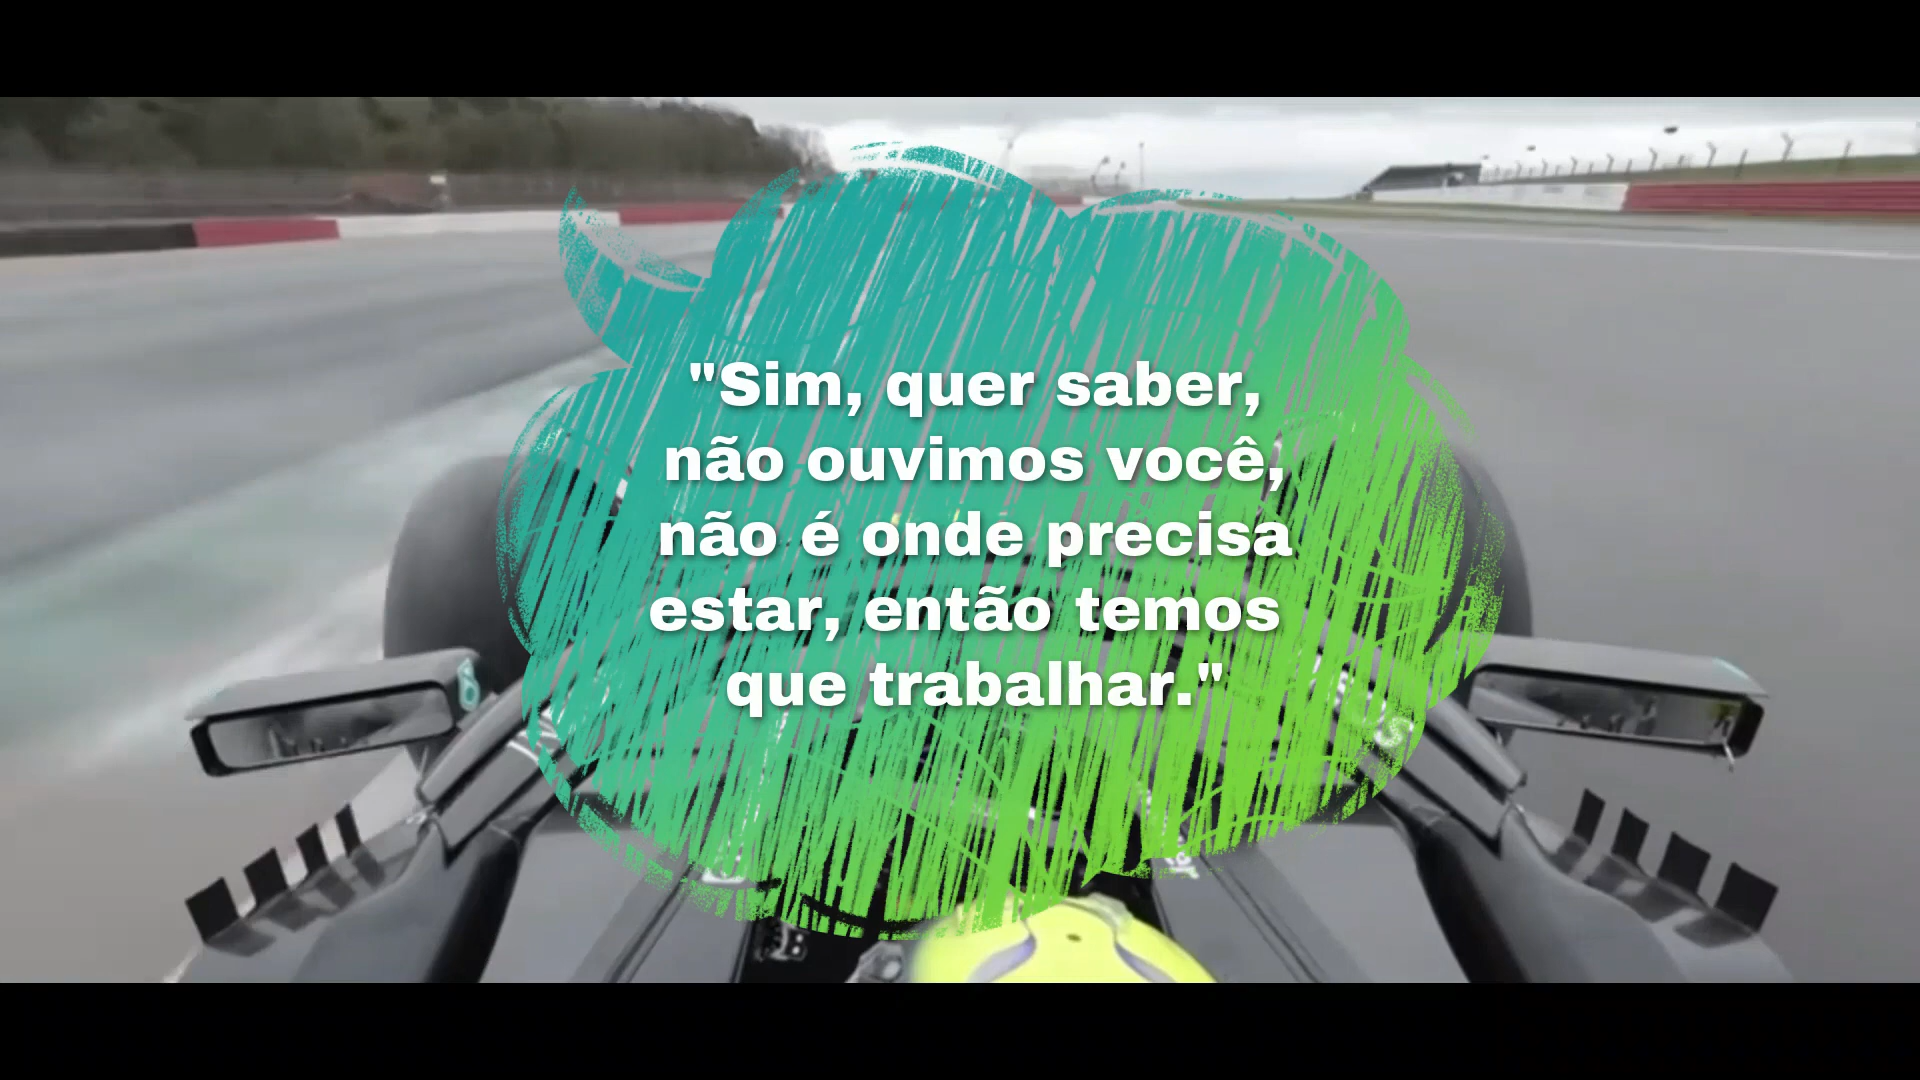 "Sim, quer saber,
não ouvimos você,
não é onde precisa
estar, então temos
que trabalhar."